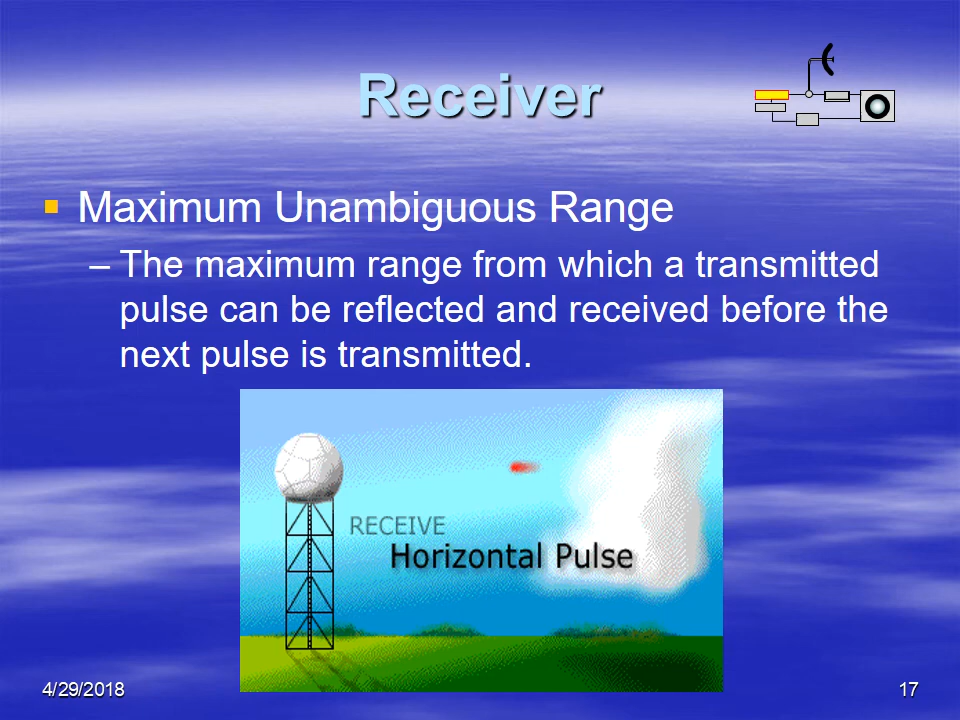 Receiver
Maximum Unambiguous Range
– The maximum range from which a transmitted
pulse can be reflected and received before the
next pulse is transmitted.
RECEIVE
Horizontal Pulse
4/29/2018
17